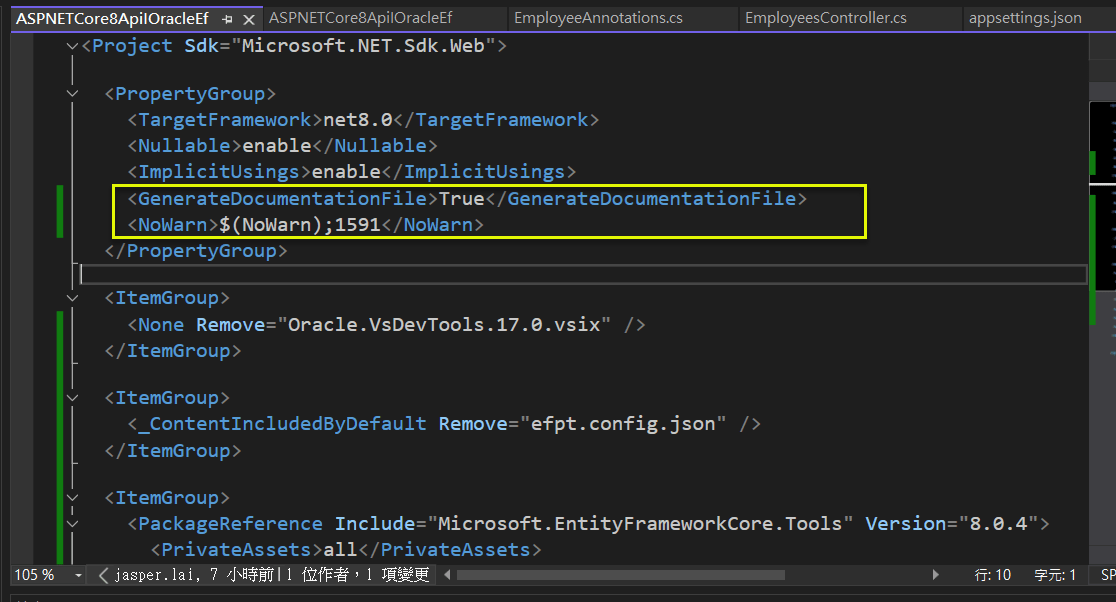 ASPNETCore8ApiIOracleEf ASPNETCore8ApiIOracleEf EmployeeAnnotations.cs EmployeesController.cs appsettings.json
<Project Sdk="Microsoft.NET.Sdk.Web">
<PropertyGroup>
<TargetFramework>net8.0</TargetFramework>
<Nullable>enable</Nullable>
<ImplicitUsings>enable</ImplicitUsings>
<GenerateDocumentationFile>True</GenerateDocumentationFile>
<NoWarn>$(NoWarn);1591</NoWarn>
</PropertyGroup>
<ItemGroup>
<None Remove="Oracle.VsDevTools.17.0.vsix" />
</ItemGroup>
<ItemGroup>
<_ContentIncludedByDefault Remove="efpt.config.json" />
</ItemGroup>
<ItemGroup>
<PackageReference Include="Microsoft.EntityFrameworkCore.Tools" Version="8.0.4">
<PrivateAssets>all</PrivateAssets>
105 % jasper.lai, 7 小時前|1 位作者，1 項變更 行: 10 字元: 1 SP